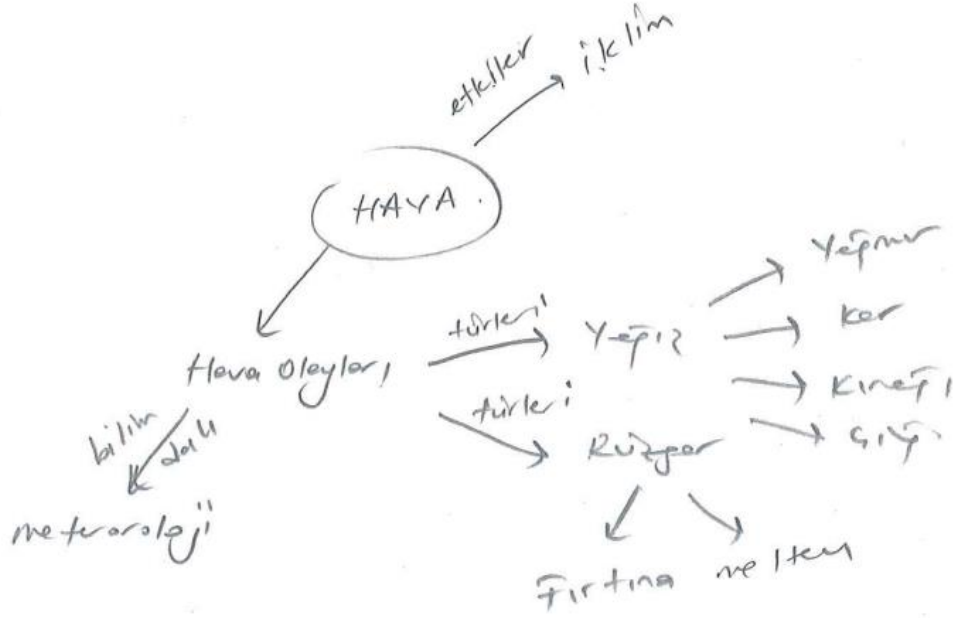 etkiler
iklim
HAVA.
Yağmur
türleri
Yağış
kar
Hava Olayları
Kırağı
türleri
çiğ
bilim
dalı
Rüzgar
meteoroloji
Fırtına meltem